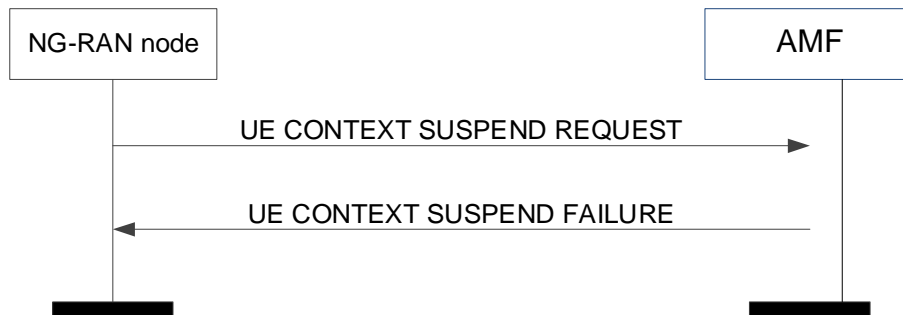 NG-RAN node
AMF
UE CONTEXT SUSPEND REQUEST
UE CONTEXT SUSPEND FAILURE